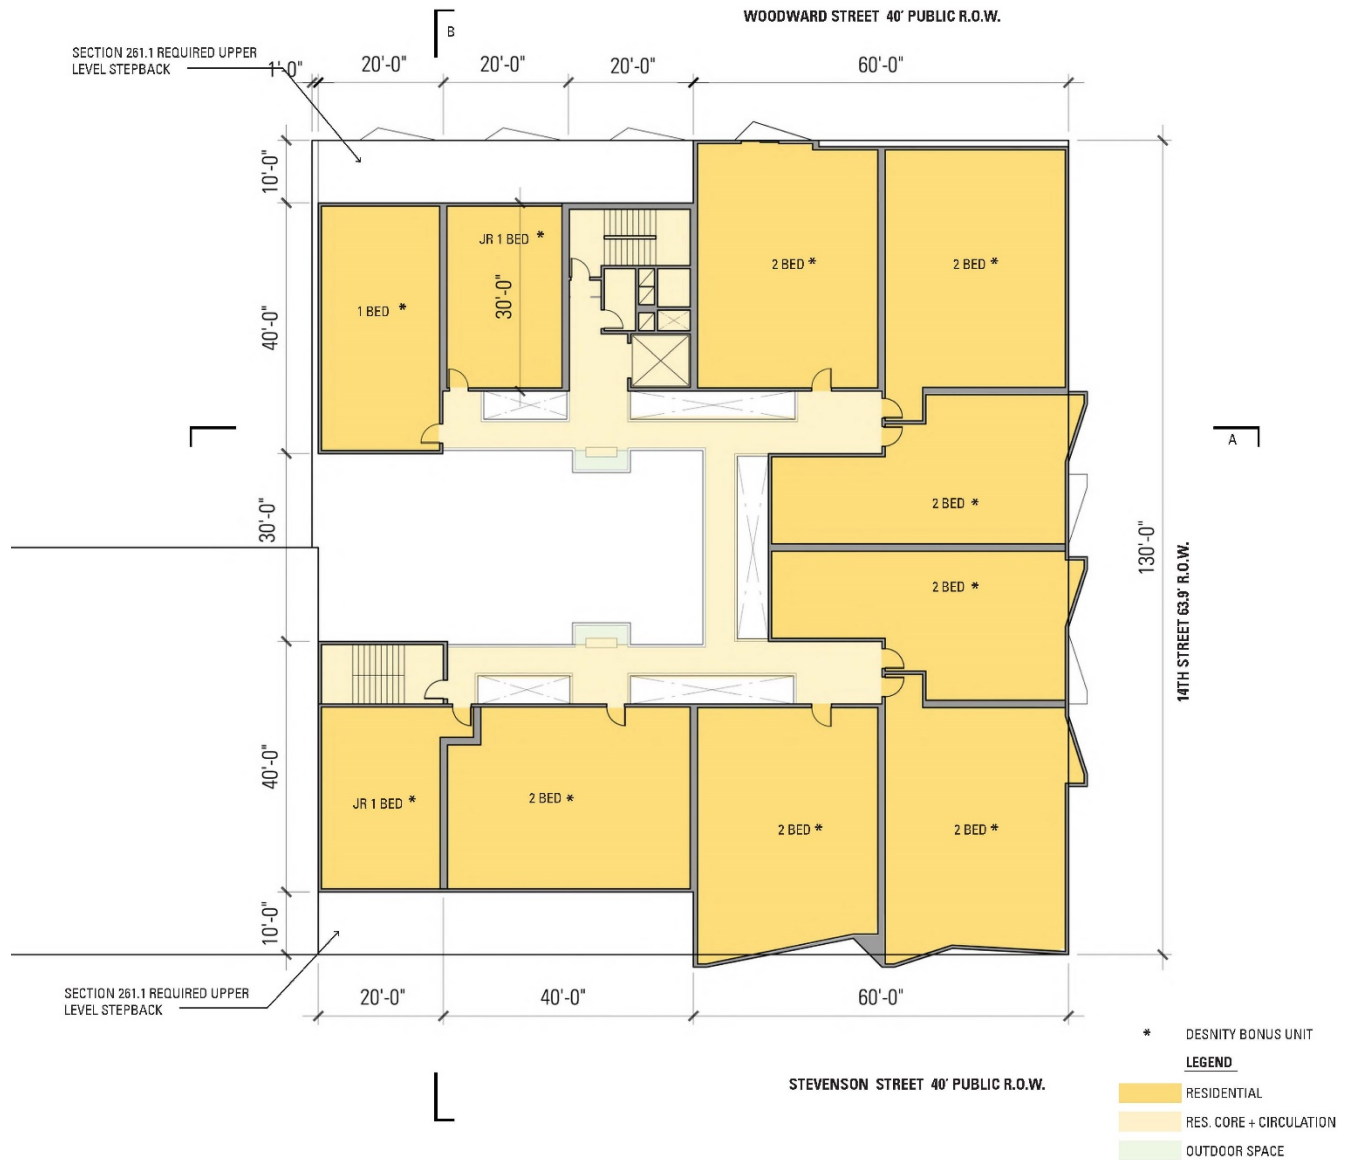 WOODWARD STREET 40' PUBLIC R.O.W.
B
SECTION 261.1 REQUIRED UPPER
LEVEL STEPBACK
1'-0"
20'-0"
20'-0"
20'-0"
60'-0"
10'-0"
40'-0"
30'-0"
40'-0"
10'-0"
JR 1 BED *
30'-0"
1 BED *
2 BED *
2 BED *
A
2 BED *
130'-0"
14TH STREET 63.9' R.O.W.
2 BED *
JR 1 BED *
2 BED *
2 BED *
2 BED *
SECTION 261.1 REQUIRED UPPER
LEVEL STEPBACK
20'-0"
40'-0"
60'-0"
STEVENSON STREET 40' PUBLIC R.O.W.
* DESNITY BONUS UNIT
LEGEND
RESIDENTIAL
RES. CORE + CIRCULATION
OUTDOOR SPACE